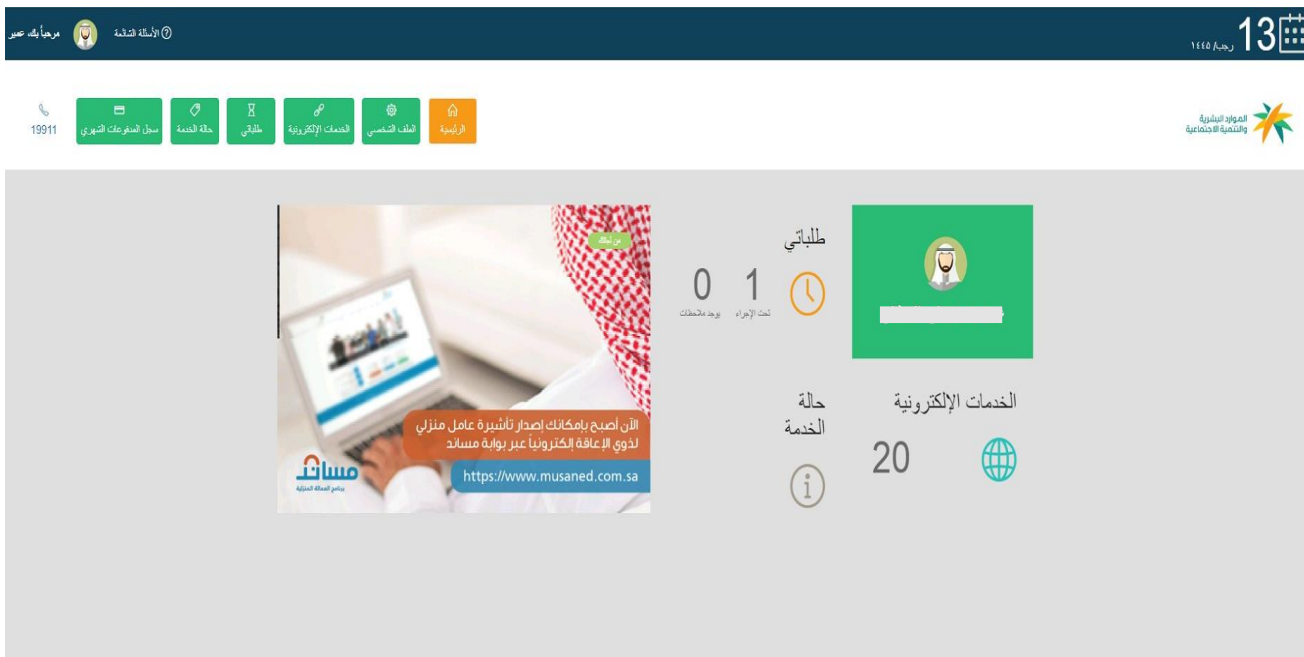 13
رجب/ ١٤٤٥
الأسئلة الشائعة
مرحباً بك، عمير
الموارد البشرية
والتنمية الاجتماعية
الرئيسية
الملف الشخصي
الخدمات الإلكترونية
طلباتي
حالة الخدمة
سجل المدفوعات الشهري
19911
طلباتي
1
تحت الإجراء
0
يوجد ملاحظات
الخدمات الإلكترونية
20
حالة
الخدمة
من أجلك
الآن أصبح بإمكانك إصدار تأشيرة عامل منزلي
لذوي الإعاقة إلكترونياً عبر بوابة مساند
https://www.musaned.com.sa
مساند
برنامج العمالة المنزلية